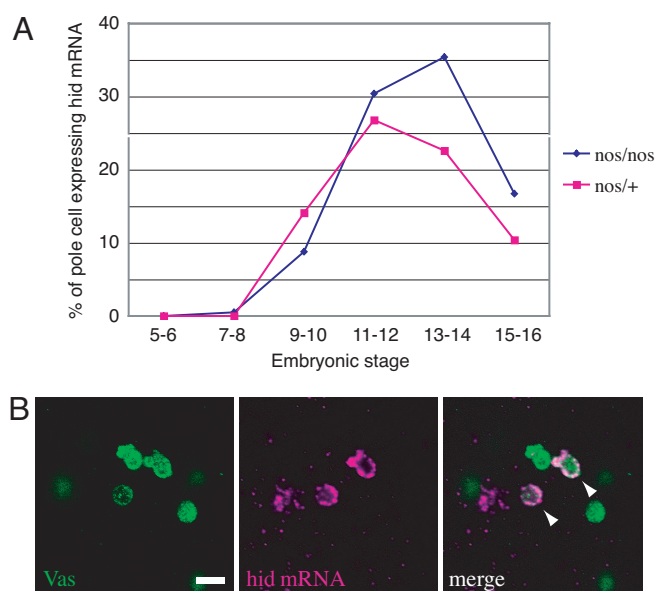 A
% of pole cell expressing hid mRNA
40
30
20
10
0
5-6 7-8 9-10 11-12 13-14 15-16
Embryonic stage
nos/nos
nos/+
B
Vas
hid mRNA
merge